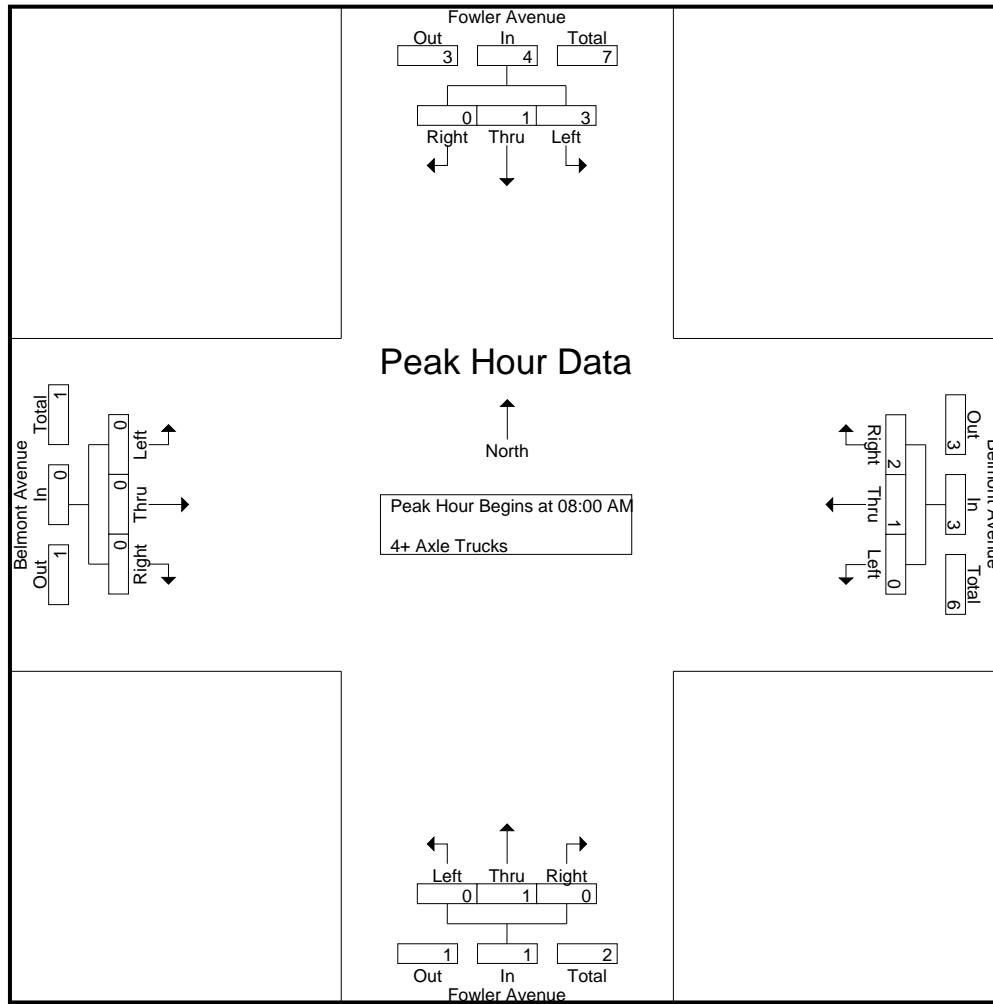 Fowler Avenue
Out In Total
3 4 7
0 1 3
Right Thru Left
Peak Hour Data
North
Peak Hour Begins at 08:00 AM
4+ Axle Trucks
Belmont Avenue
Out In Total
1 0 1
Right Thru Left
0 0 0
Right Thru Left
2 1 0
Out In Total
3 3 6
Belmont Avenue
Left Thru Right
0 1 0
1 1 2
Out In Total
Fowler Avenue